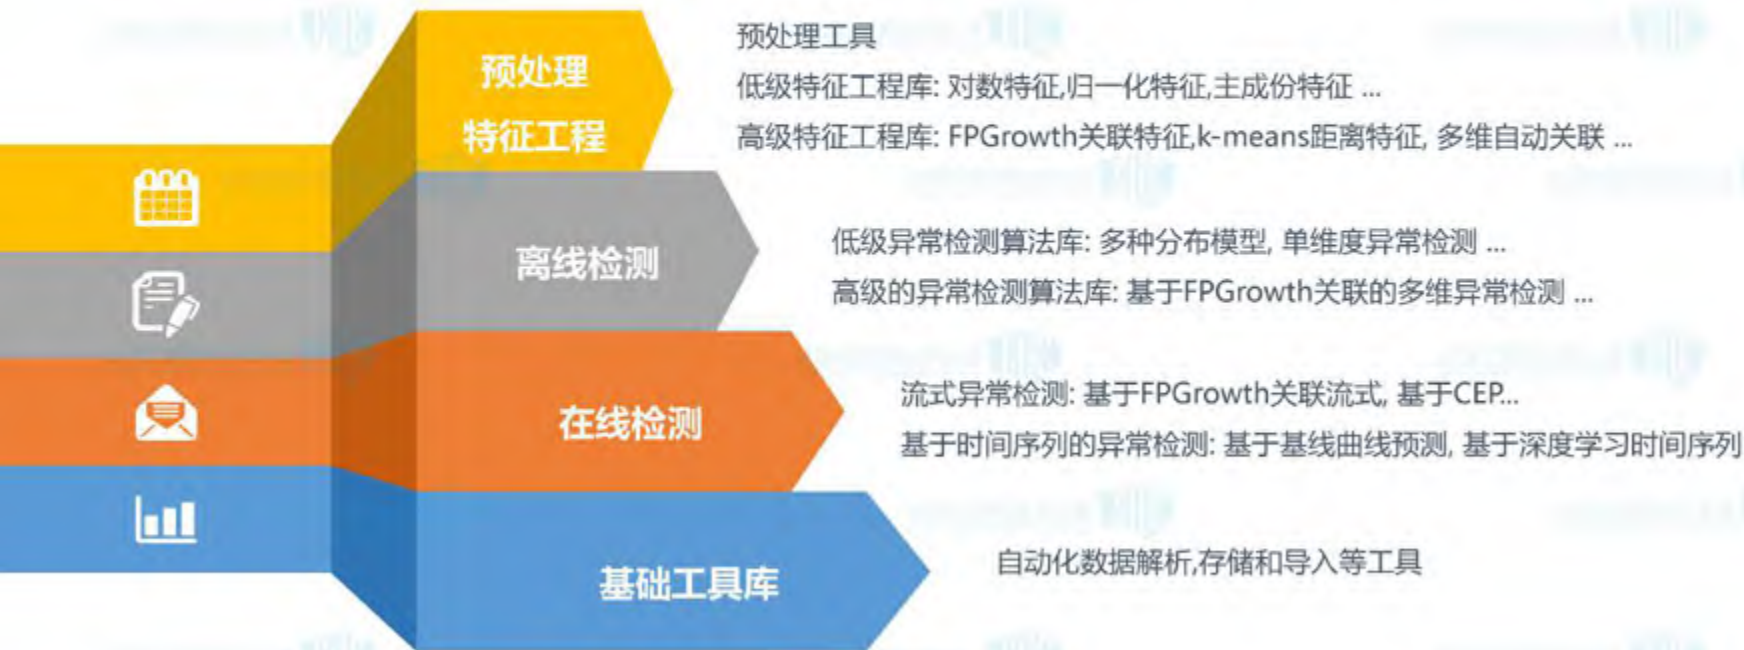 预处理
特征工程
预处理工具
低级特征工程库: 对数特征,归一化特征,主成份特征 ...
高级特征工程库: FPGrowth关联特征,k-means距离特征, 多维自动关联 ...
离线检测
低级异常检测算法库: 多种分布模型, 单维度异常检测 ...
高级的异常检测算法库: 基于FPGrowth关联的多维异常检测 ...
在线检测
流式异常检测: 基于FPGrowth关联流式, 基于CEP...
基于时间序列的异常检测: 基于基线曲线预测, 基于深度学习时间序列
基础工具库
自动化数据解析,存储和导入等工具